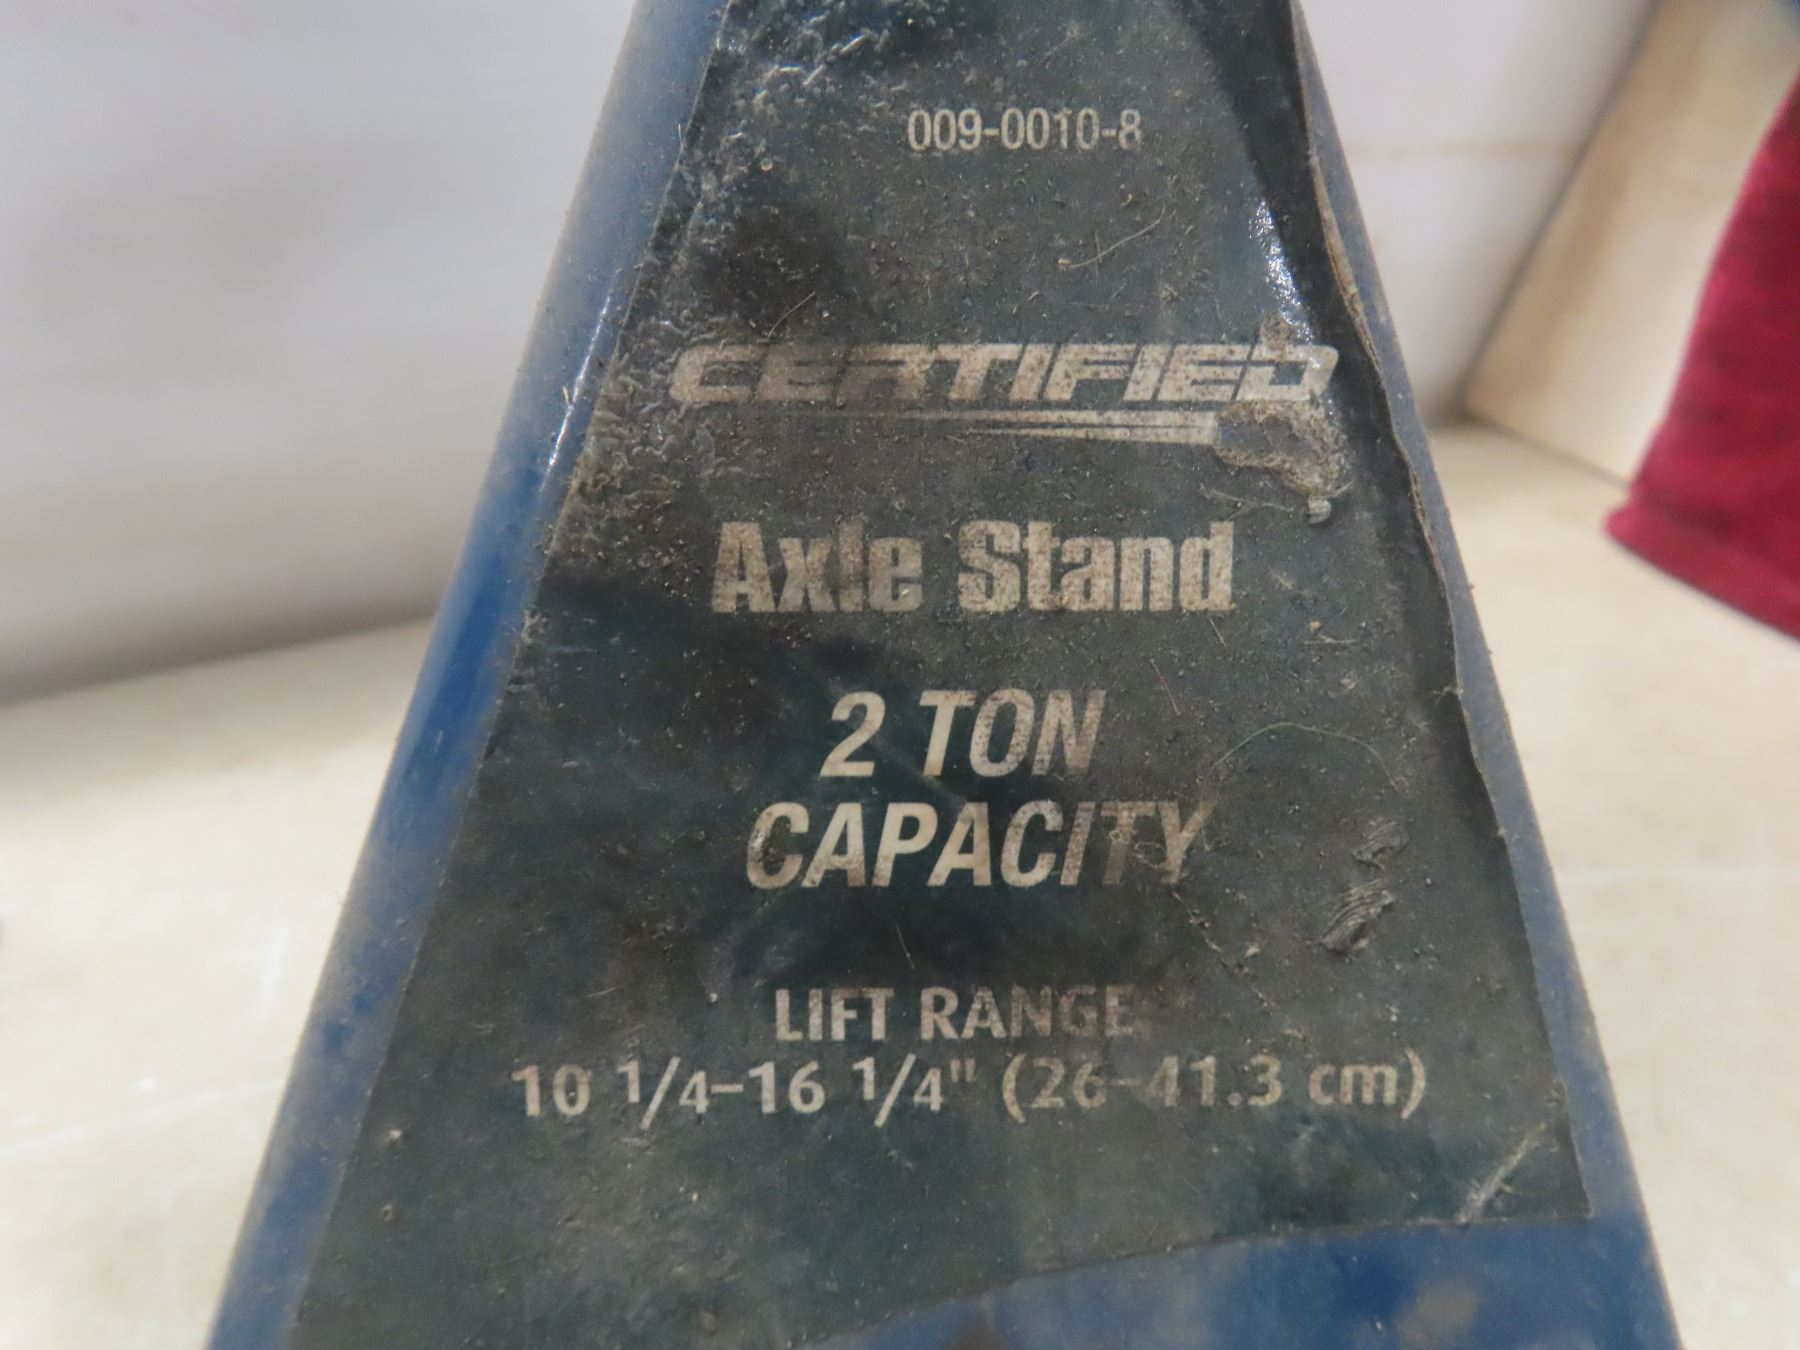 009-0010-8
CERTIFIED
Axle Stand
2 TON
CAPACITY
LIFT RANGE
10 1/4-16 1/4" (26-41.3 cm)